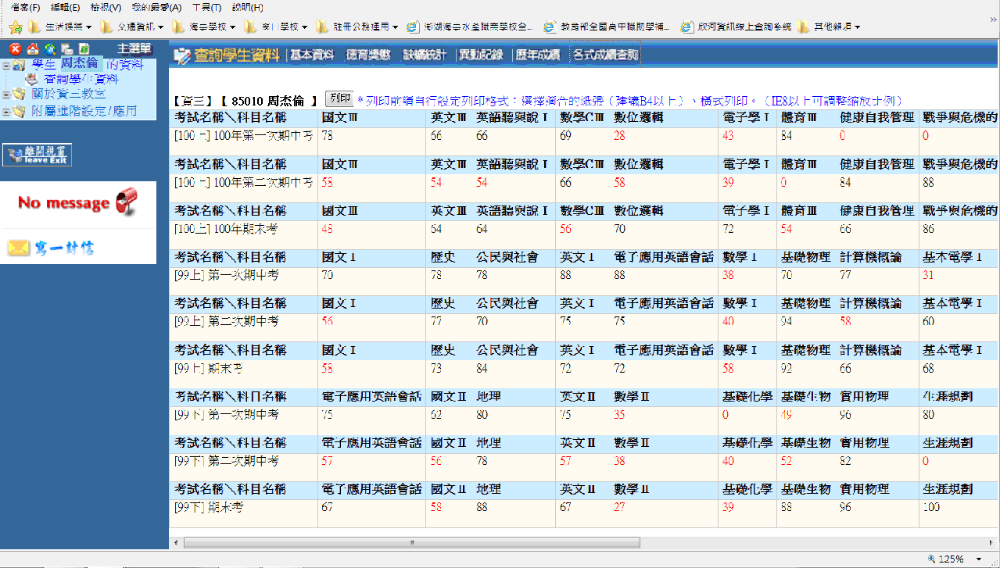 檔案(F) 編輯(E) 檢視(V) 我的最愛(A) 工具(T) 說明(H)
生活娛樂 交通資訊 海事學校 窗口學校 註冊公務通用 澎湖海事水產職業學校全... 教育部全國高中職助學補... 欣河資訊線上查詢系統 其他雜項
主選單
學生 周杰倫 的資料
查詢學生資料
關於資三教室
附屬進階設定/應用
離開視窗
leave Exit
No message
寫一封信
查詢學生資料 基本資料 德育獎懲 缺曠統計 異動記錄 歷年成績 各式成績查詢
【資三】【 85010 周杰倫 】 列印 *列印前請自行設定列印格式：選擇適合的紙張（建議B4以上）、橫式列印。（IE8以上可調整縮放比例）
考試名稱＼科目名稱 國文Ⅲ 英文Ⅲ 英語聽與說Ⅰ 數學CⅢ 數位邏輯 電子學Ⅰ 體育Ⅲ 健康自我管理 戰爭與危機的
[100上] 100年第一次期中考 78 66 66 69 28 43 84 0 0
考試名稱＼科目名稱 國文Ⅲ 英文Ⅲ 英語聽與說Ⅰ 數學CⅢ 數位邏輯 電子學Ⅰ 體育Ⅲ 健康自我管理 戰爭與危機的
[100上] 100年第二次期中考 58 54 54 66 58 39 0 84 88
考試名稱＼科目名稱 國文Ⅲ 英文Ⅲ 英語聽與說Ⅰ 數學CⅢ 數位邏輯 電子學Ⅰ 體育Ⅲ 健康自我管理 戰爭與危機的
[100上] 100年期末考 48 64 64 56 70 72 54 66 86
考試名稱＼科目名稱 國文Ⅰ 歷史 公民與社會 英文Ⅰ 電子應用英語會話 數學Ⅰ 基礎物理 計算機概論 基本電學Ⅰ
[99上] 第一次期中考 70 78 78 88 88 38 70 77 31
考試名稱＼科目名稱 國文Ⅰ 歷史 公民與社會 英文Ⅰ 電子應用英語會話 數學Ⅰ 基礎物理 計算機概論 基本電學Ⅰ
[99上] 第二次期中考 56 77 70 75 75 40 94 58 60
考試名稱＼科目名稱 國文Ⅰ 歷史 公民與社會 英文Ⅰ 電子應用英語會話 數學Ⅰ 基礎物理 計算機概論 基本電學Ⅰ
[99上] 期末考 58 73 84 72 72 58 92 66 68
考試名稱＼科目名稱 電子應用英語會話 國文Ⅱ 地理 英文Ⅱ 數學Ⅱ 基礎化學 基礎生物 實用物理 生涯規劃
[99下] 第一次期中考 75 62 80 75 35 0 49 96 80
考試名稱＼科目名稱 電子應用英語會話 國文Ⅱ 地理 英文Ⅱ 數學Ⅱ 基礎化學 基礎生物 實用物理 生涯規劃
[99下] 第二次期中考 57 56 78 57 38 40 52 82 0
考試名稱＼科目名稱 電子應用英語會話 國文Ⅱ 地理 英文Ⅱ 數學Ⅱ 基礎化學 基礎生物 實用物理 生涯規劃
[99下] 期末考 67 58 88 67 27 39 88 96 100
125%